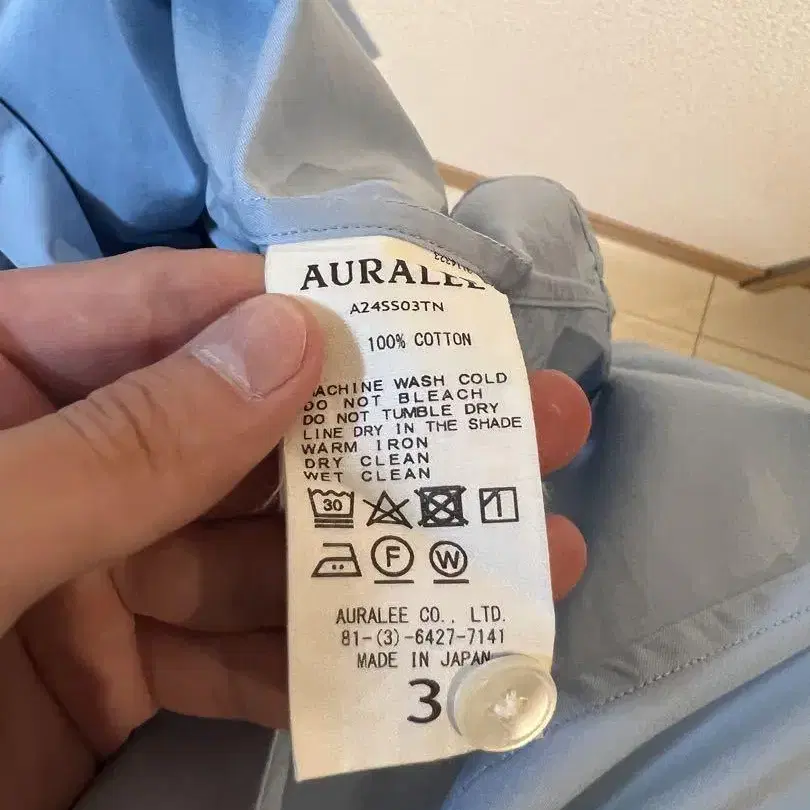 AURALEE
A24SS03TN
100% COTTON
MACHINE WASH COLD
DO NOT BLEACH
DO NOT TUMBLE DRY
LINE DRY IN THE SHADE
WARM IRON
DRY CLEAN
WET CLEAN
30
F
W
AURALEE CO., LTD.
81-(3)-6427-7141
MADE IN JAPAN
3